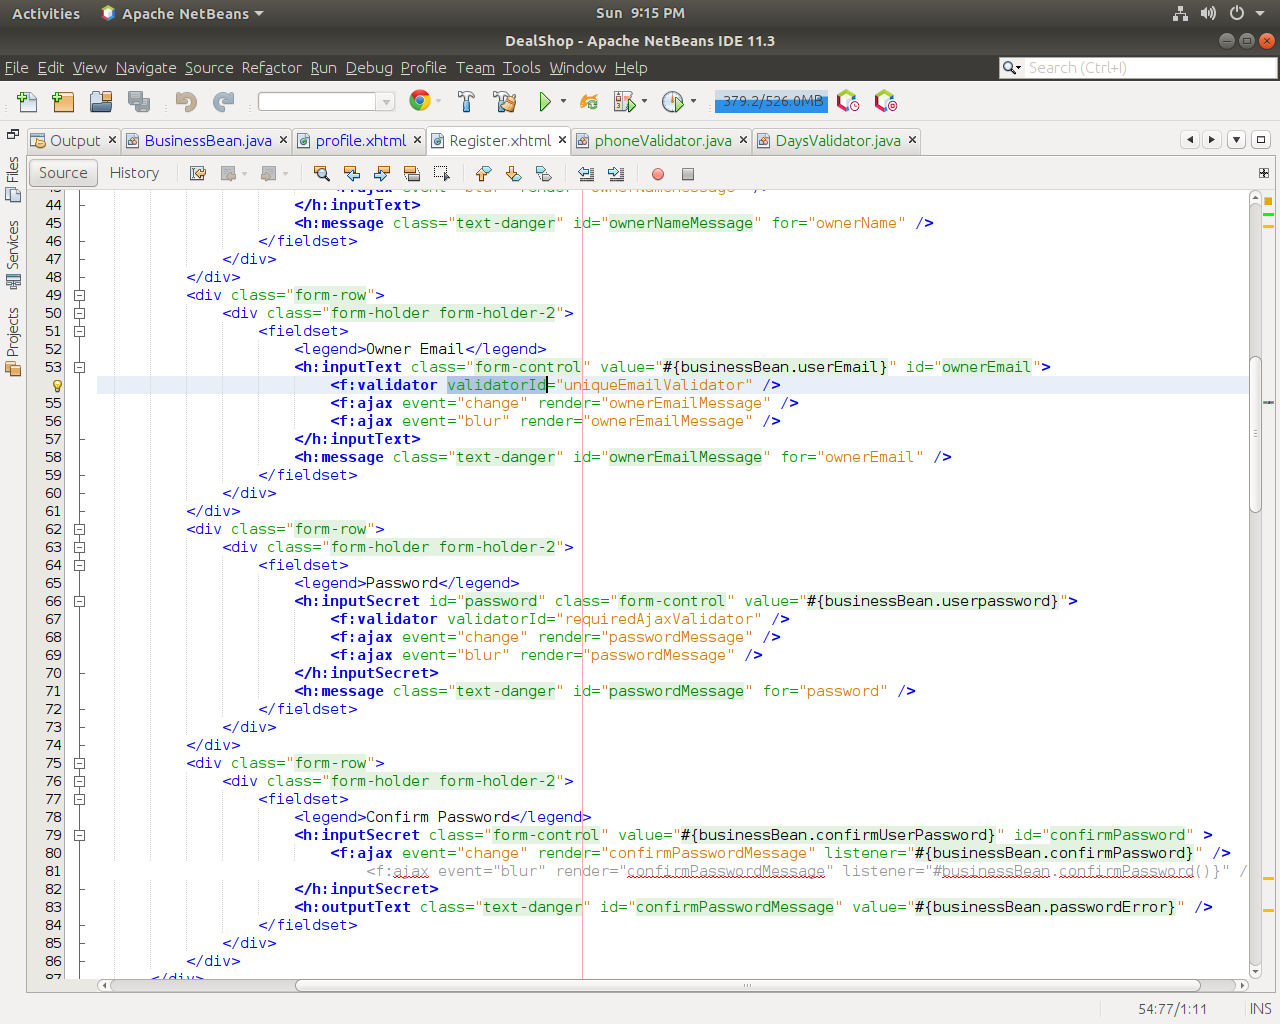 Activities Apache NetBeans Sun 9:15 PM
DealShop - Apache NetBeans IDE 11.3
File Edit View Navigate Source Refactor Run Debug Profile Team Tools Window Help Search (Ctrl+I)
379.2/526.0MB
Output BusinessBean.java profile.xhtml Register.xhtml phoneValidator.java DaysValidator.java
Source History
Files
Services
Projects
43 <f:ajax event="blur" render="ownerNameMessage" />
44 </h:inputText>
45 <h:message class="text-danger" id="ownerNameMessage" for="ownerName" />
46 </fieldset>
47 </div>
48 </div>
49 <div class="form-row">
50 <div class="form-holder form-holder-2">
51 <fieldset>
52 <legend>Owner Email</legend>
53 <h:inputText class="form-control" value="#{businessBean.userEmail}" id="ownerEmail">
<f:validator validatorId="uniqueEmailValidator" />
55 <f:ajax event="change" render="ownerEmailMessage" />
56 <f:ajax event="blur" render="ownerEmailMessage" />
57 </h:inputText>
58 <h:message class="text-danger" id="ownerEmailMessage" for="ownerEmail" />
59 </fieldset>
60 </div>
61 </div>
62 <div class="form-row">
63 <div class="form-holder form-holder-2">
64 <fieldset>
65 <legend>Password</legend>
66 <h:inputSecret id="password" class="form-control" value="#{businessBean.userpassword}">
67 <f:validator validatorId="requiredAjaxValidator" />
68 <f:ajax event="change" render="passwordMessage" />
69 <f:ajax event="blur" render="passwordMessage" />
70 </h:inputSecret>
71 <h:message class="text-danger" id="passwordMessage" for="password" />
72 </fieldset>
73 </div>
74 </div>
75 <div class="form-row">
76 <div class="form-holder form-holder-2">
77 <fieldset>
78 <legend>Confirm Password</legend>
79 <h:inputSecret class="form-control" value="#{businessBean.confirmUserPassword}" id="confirmPassword" >
80 <f:ajax event="change" render="confirmPasswordMessage" listener="#{businessBean.confirmPassword}" />
81 <f:ajax event="blur" render="confirmPasswordMessage" listener="#businessBean.confirmPassword()}" /
82 </h:inputSecret>
83 <h:outputText class="text-danger" id="confirmPasswordMessage" value="#{businessBean.passwordError}" />
84 </fieldset>
85 </div>
86 </div>
87 </div>
54:77/1:11 INS